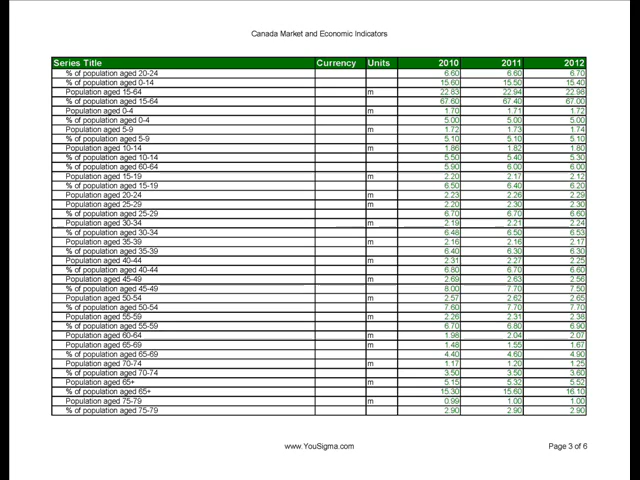 Canada Market and Economic Indicators
Series Title Currency Units 2010 2011 2012
% of population aged 20-24 6.60 6.60 6.70
% of population aged 0-14 15.60 15.50 15.40
Population aged 15-64 m 22.83 22.94 22.98
% of population aged 15-64 67.60 67.40 67.00
Population aged 0-4 m 1.70 1.71 1.72
% of population aged 0-4 5.00 5.00 5.00
Population aged 5-9 m 1.72 1.73 1.74
% of population aged 5-9 5.10 5.10 5.10
Population aged 10-14 m 1.86 1.82 1.80
% of population aged 10-14 5.50 5.40 5.30
% of population aged 60-64 5.90 6.00 6.00
Population aged 15-19 m 2.20 2.17 2.12
% of population aged 15-19 6.50 6.40 6.20
Population aged 20-24 m 2.23 2.26 2.29
Population aged 25-29 m 2.20 2.30 2.30
% of population aged 25-29 6.70 6.70 6.60
Population aged 30-34 m 2.19 2.21 2.24
% of population aged 30-34 6.48 6.50 6.53
Population aged 35-39 m 2.16 2.16 2.17
% of population aged 35-39 6.40 6.30 6.30
Population aged 40-44 m 2.31 2.27 2.25
% of population aged 40-44 6.80 6.70 6.60
Population aged 45-49 m 2.69 2.63 2.56
% of population aged 45-49 8.00 7.70 7.50
Population aged 50-54 m 2.57 2.62 2.65
% of population aged 50-54 7.60 7.70 7.70
Population aged 55-59 m 2.26 2.31 2.38
% of population aged 55-59 6.70 6.80 6.90
Population aged 60-64 m 1.98 2.04 2.07
Population aged 65-69 m 1.48 1.55 1.67
% of population aged 65-69 4.40 4.60 4.90
Population aged 70-74 m 1.17 1.20 1.25
% of population aged 70-74 3.50 3.50 3.60
Population aged 65+ m 5.15 5.32 5.52
% of population aged 65+ 15.30 15.60 16.10
Population aged 75-79 m 0.99 1.00 1.00
% of population aged 75-79 2.90 2.90 2.90
www.YouSigma.com Page 3 of 6